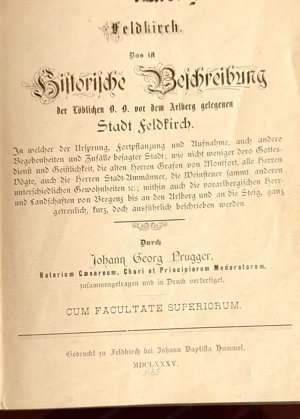 Feldkirch.
Das ist
Historische Beschreibung
der Löblichen O. O. vor dem Arlberg gelegenen
Stadt Feldkirch.
In welcher der Ursprung, Fortpflanzung und Aufnahme, auch andere
Begebenheiten und Zufälle besagter Stadt; wie nicht weniger dero Gottes-
dienst und Geistlichkeit, die alten Herren Grafen von Montfort, alle Herren
Vögte, auch die Herren Stadt-Ammänner, die Weinsteuer sammt anderen
unterschiedlichen Gewohnheiten ꝛc.; mithin auch die vorarlbergischen Herr-
und Landschaften von Bregenz bis an den Arlberg und an die Steig, ganz
getreulich, kurz, doch ausführlich beschrieben worden.
Durch
Johann Georg Prugger,
Notarium Cæsareum, Chori et Principiorum Moderatorem,
zusammengetragen und in Druck verfertiget.
CUM FACULTATE SUPERIORUM.
Gedruckt zu Feldkirch bei Johann Baptista Hummel,
MDCLXXXV.
1685